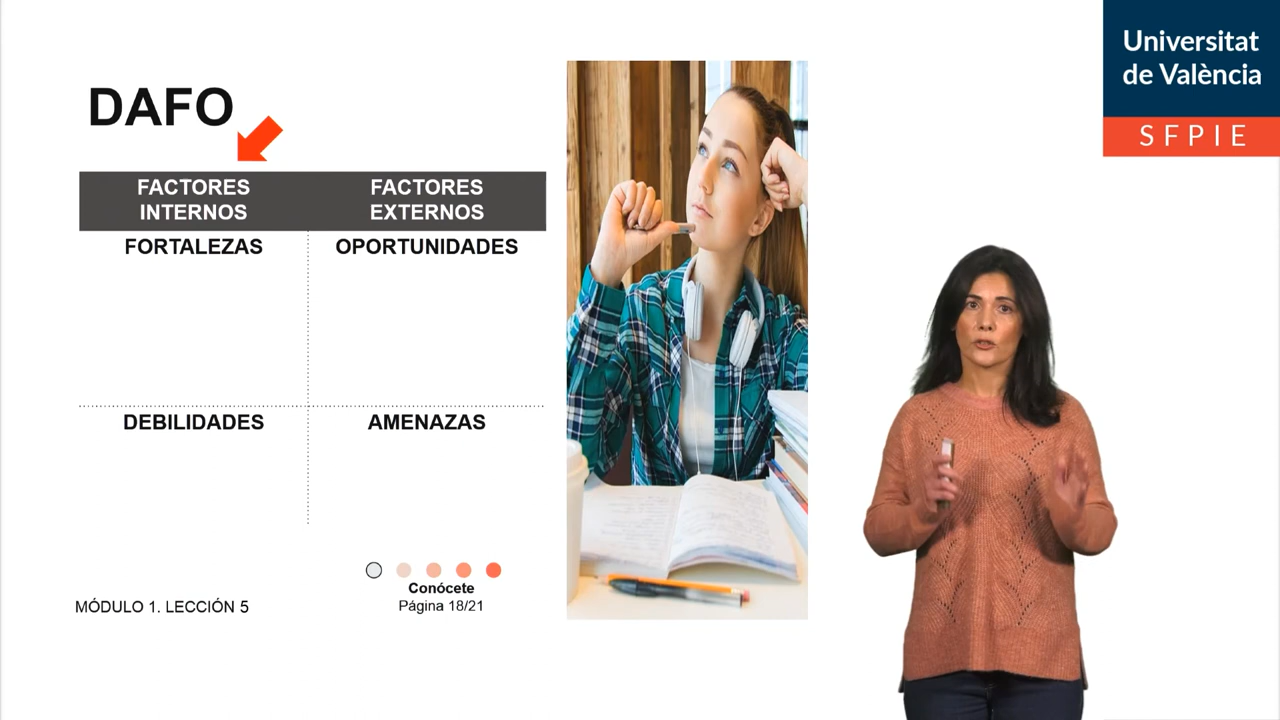 Universitat
de València
SFPIE
DAFO
FACTORES
INTERNOS
FACTORES
EXTERNOS
FORTALEZAS
OPORTUNIDADES
DEBILIDADES
AMENAZAS
Conócete
Página 18/21
MÓDULO 1. LECCIÓN 5